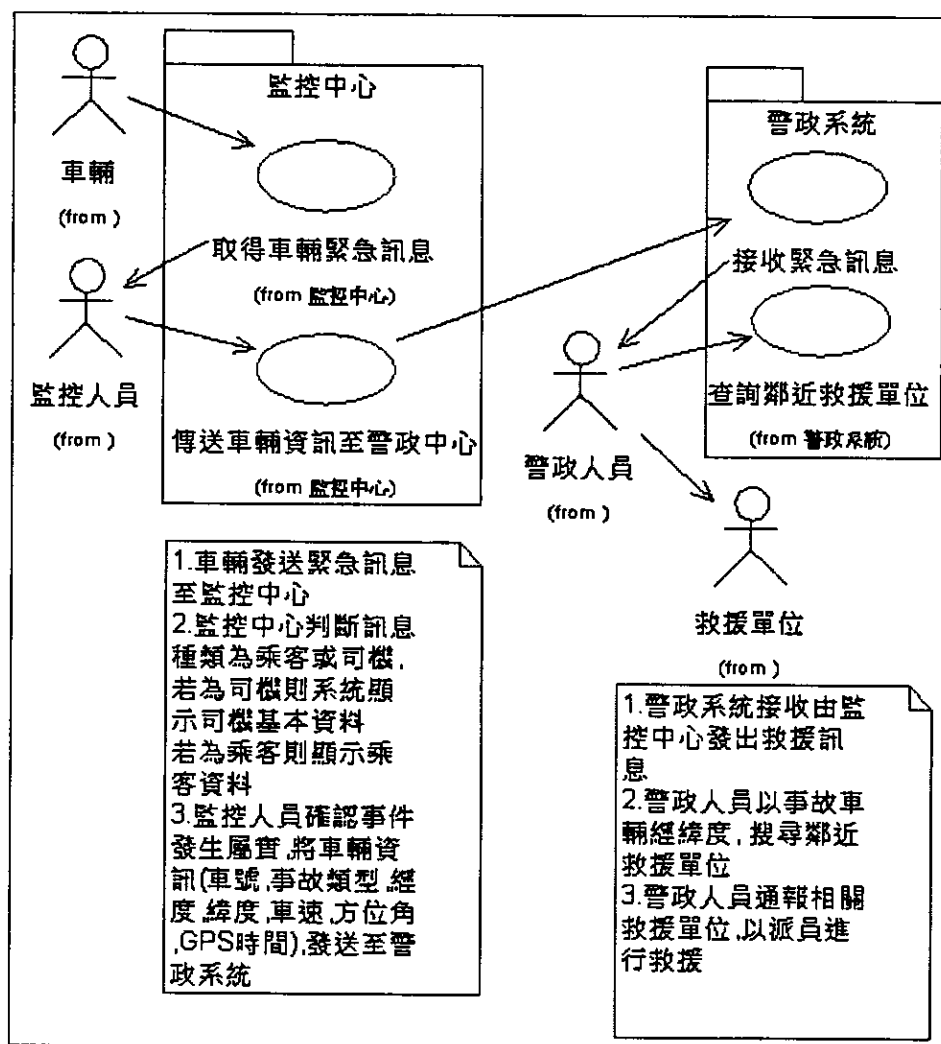 監控中心
車輛
(from )
取得車輛緊急訊息
(from 監控中心)
監控人員
(from )
傳送車輛資訊至警政中心
(from 監控中心)
警政系統
接收緊急訊息
查詢鄰近救援單位
(from 警政系統)
警政人員
(from )
救援單位
(from )
1.車輛發送緊急訊息
至監控中心
2.監控中心判斷訊息
種類為乘客或司機,
若為司機則系統顯
示司機基本資料
若為乘客則顯示乘
客資料
3.監控人員確認事件
發生屬實,將車輛資
訊(車號,事故類型,經
度,緯度,車速,方位角
,GPS時間),發送至警
政系統
1.警政系統接收由監
控中心發出救援訊
息
2.警政人員以事故車
輛經緯度,搜尋鄰近
救援單位
3.警政人員通報相關
救援單位,以派員進
行救援